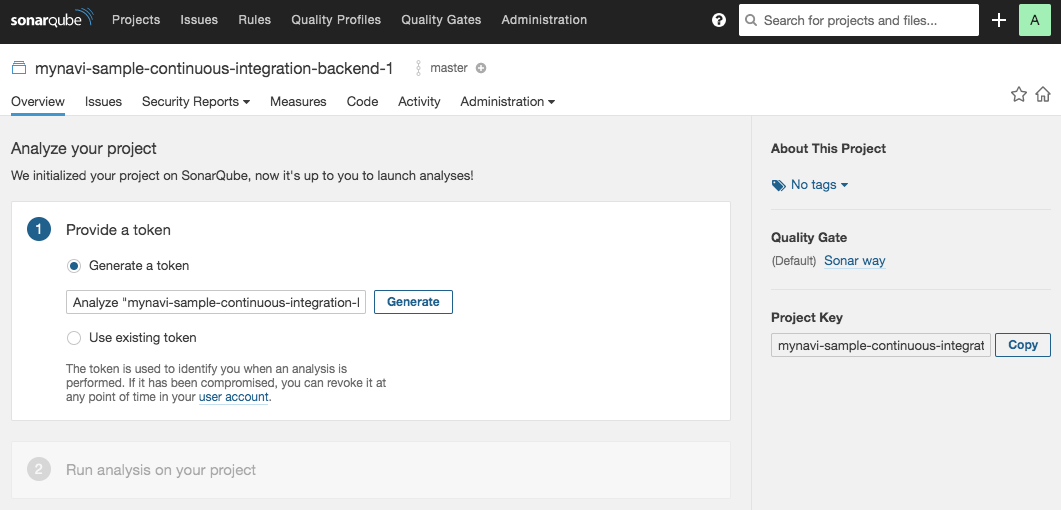 sonarqube Projects Issues Rules Quality Profiles Quality Gates Administration ? Search for projects and files... + A
mynavi-sample-continuous-integration-backend-1 master
Overview Issues Security Reports Measures Code Activity Administration
Analyze your project
We initialized your project on SonarQube, now it's up to you to launch analyses!
1 Provide a token
Generate a token
Analyze "mynavi-sample-continuous-integration-l Generate
Use existing token
The token is used to identify you when an analysis is
performed. If it has been compromised, you can revoke it at
any point of time in your user account.
2 Run analysis on your project
About This Project
No tags
Quality Gate
(Default) Sonar way
Project Key
mynavi-sample-continuous-integrat Copy